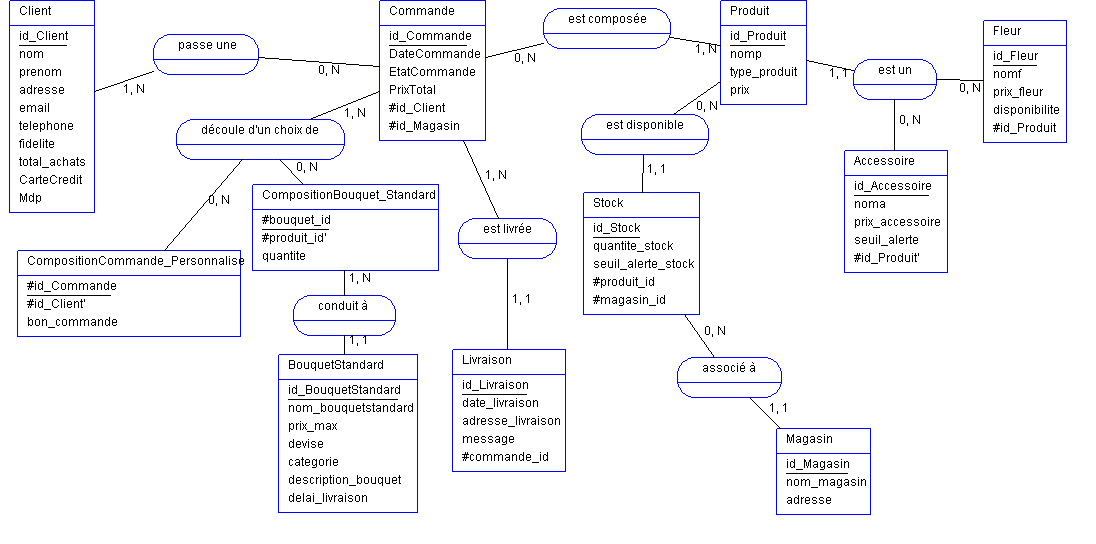 Client
id_Client
nom
prenom
adresse
email
telephone
fidelite
total_achats
CarteCredit
Mdp
passe une
1, N
0, N
Commande
id_Commande
DateCommande
EtatCommande
PrixTotal
#id_Client
#id_Magasin
est composée
0, N
1, N
Produit
id_Produit
nomp
type_produit
prix
est un
1, 1
0, N
0, N
Fleur
id_Fleur
nomf
prix_fleur
disponibilite
#id_Produit
Accessoire
id_Accessoire
noma
prix_accessoire
seuil_alerte
#id_Produit'
découle d'un choix de
1, N
0, N
0, N
CompositionBouquet_Standard
#bouquet_id
#produit_id'
quantite
CompositionCommande_Personnalise
#id_Commande
#id_Client'
bon_commande
1, N
conduit à
1, 1
BouquetStandard
id_BouquetStandard
nom_bouquetstandard
prix_max
devise
categorie
description_bouquet
delai_livraison
1, N
est livrée
1, 1
Livraison
id_Livraison
date_livraison
adresse_livraison
message
#commande_id
0, N
est disponible
1, 1
Stock
id_Stock
quantite_stock
seuil_alerte_stock
#produit_id
#magasin_id
0, N
associé à
1, 1
Magasin
id_Magasin
nom_magasin
adresse